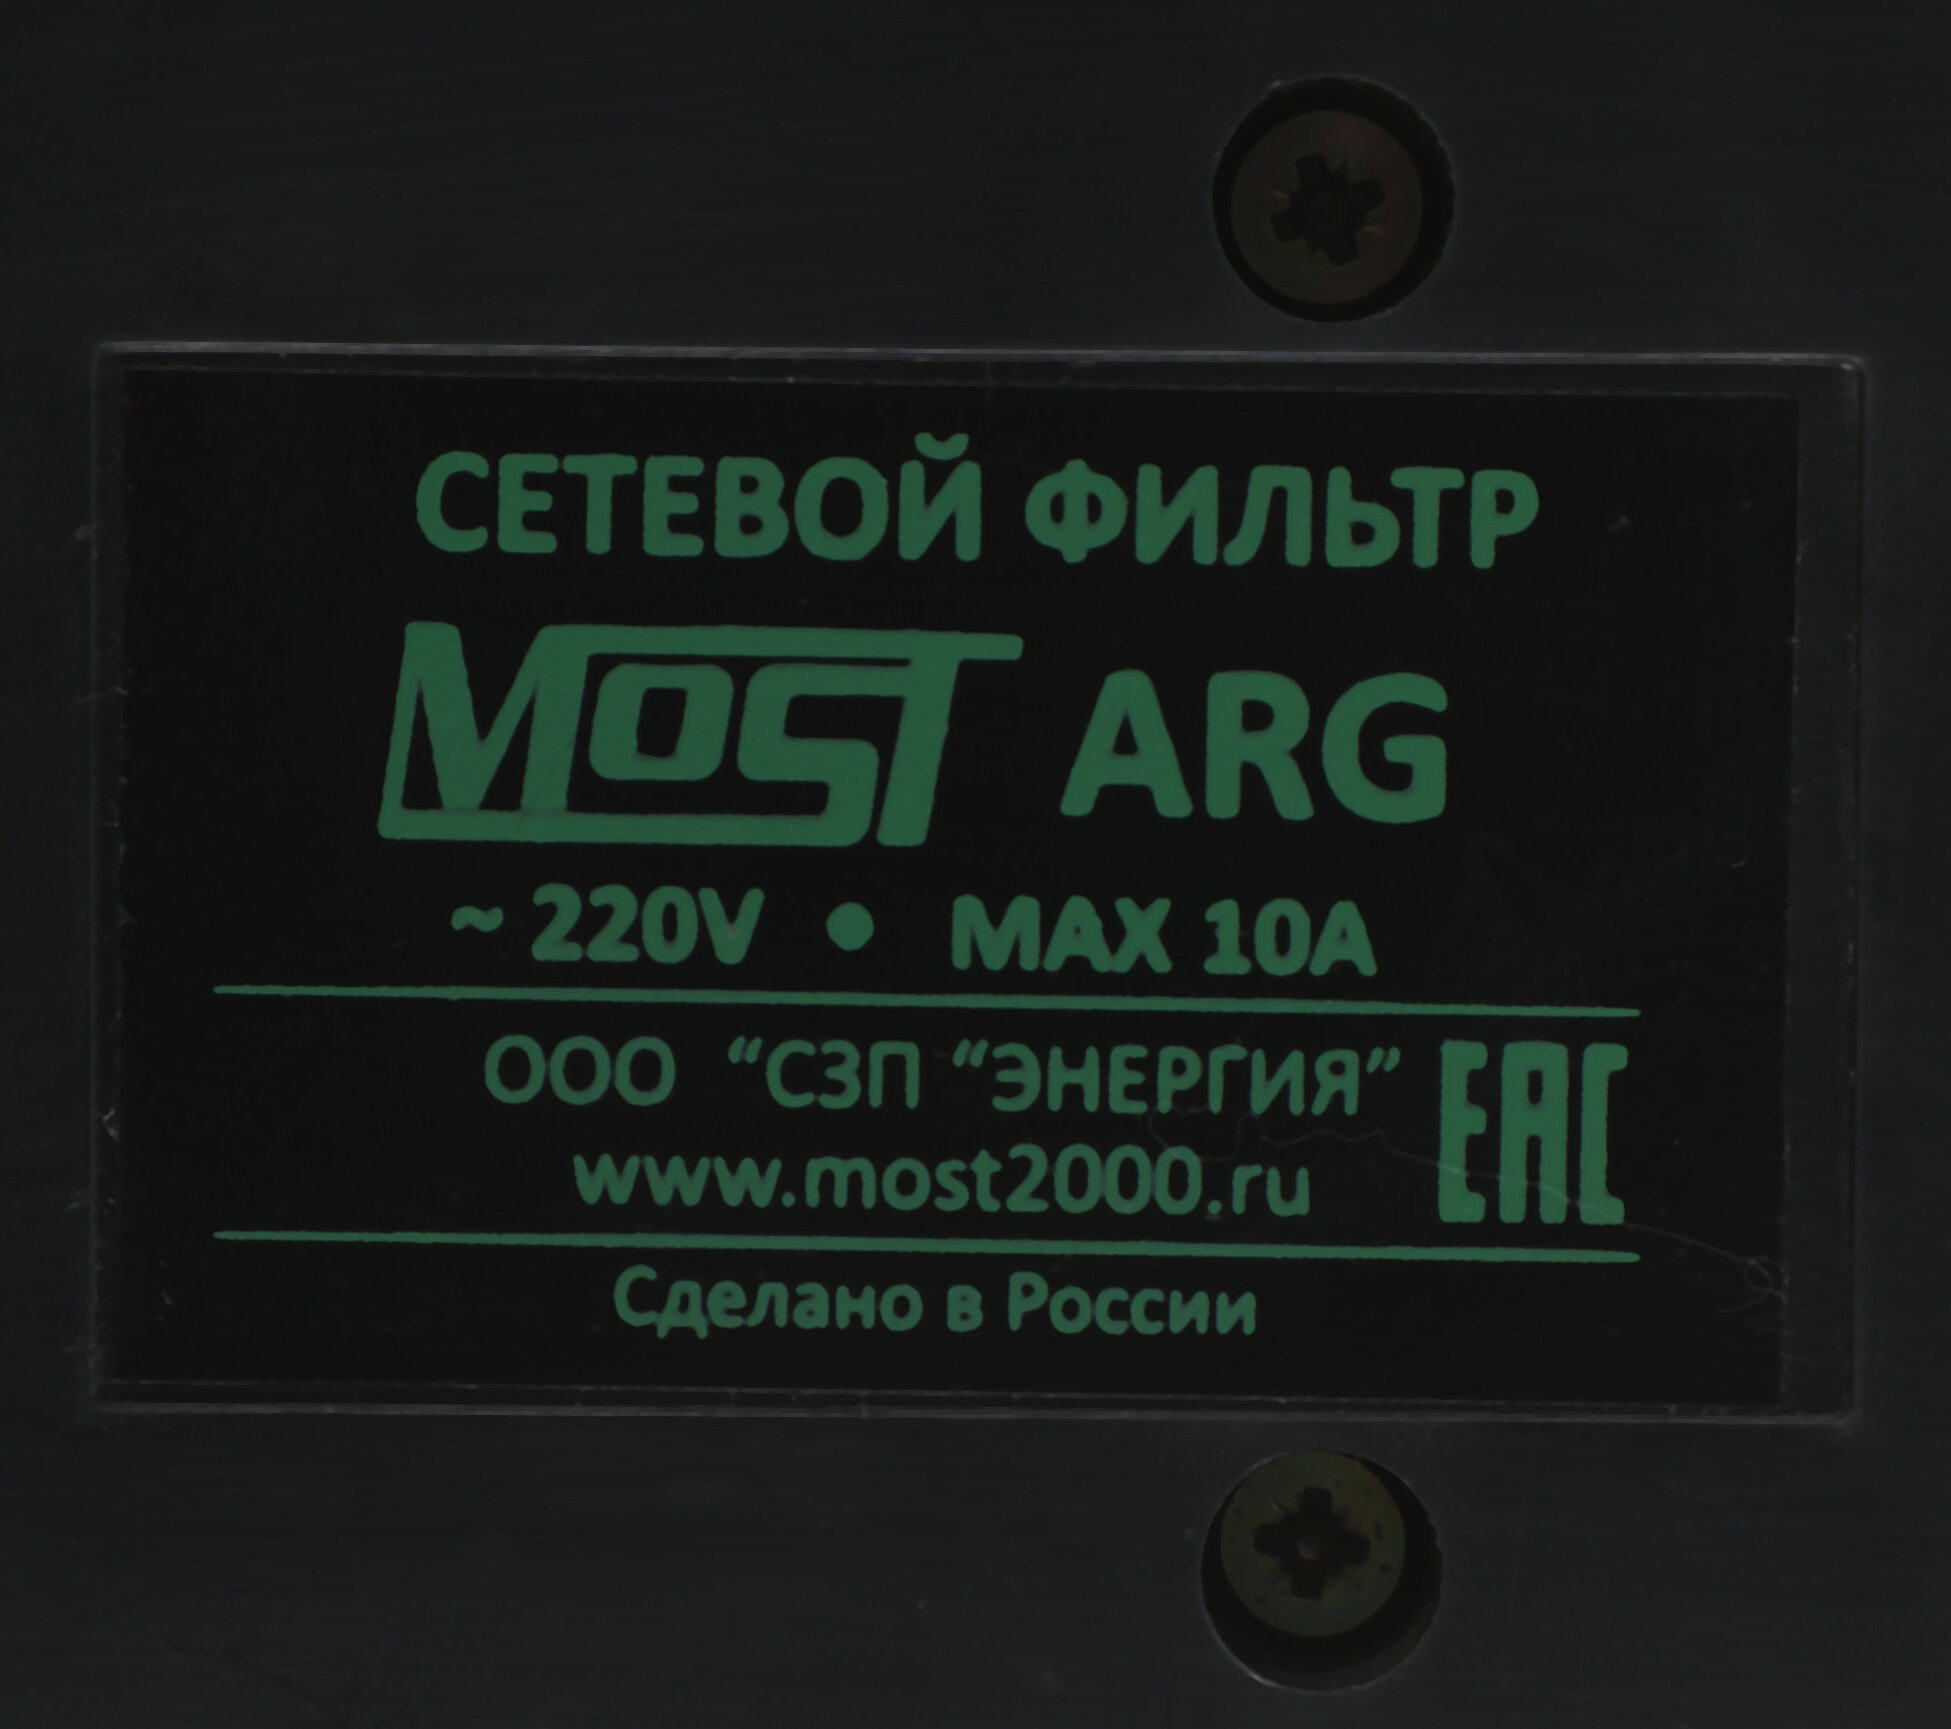 СЕТЕВОЙ ФИЛЬТР
MOST ARG
~ 220V • MAX 10A
ООО “СЗП “ЭНЕРГИЯ”
www.most2000.ru
EAC
Сделано в России